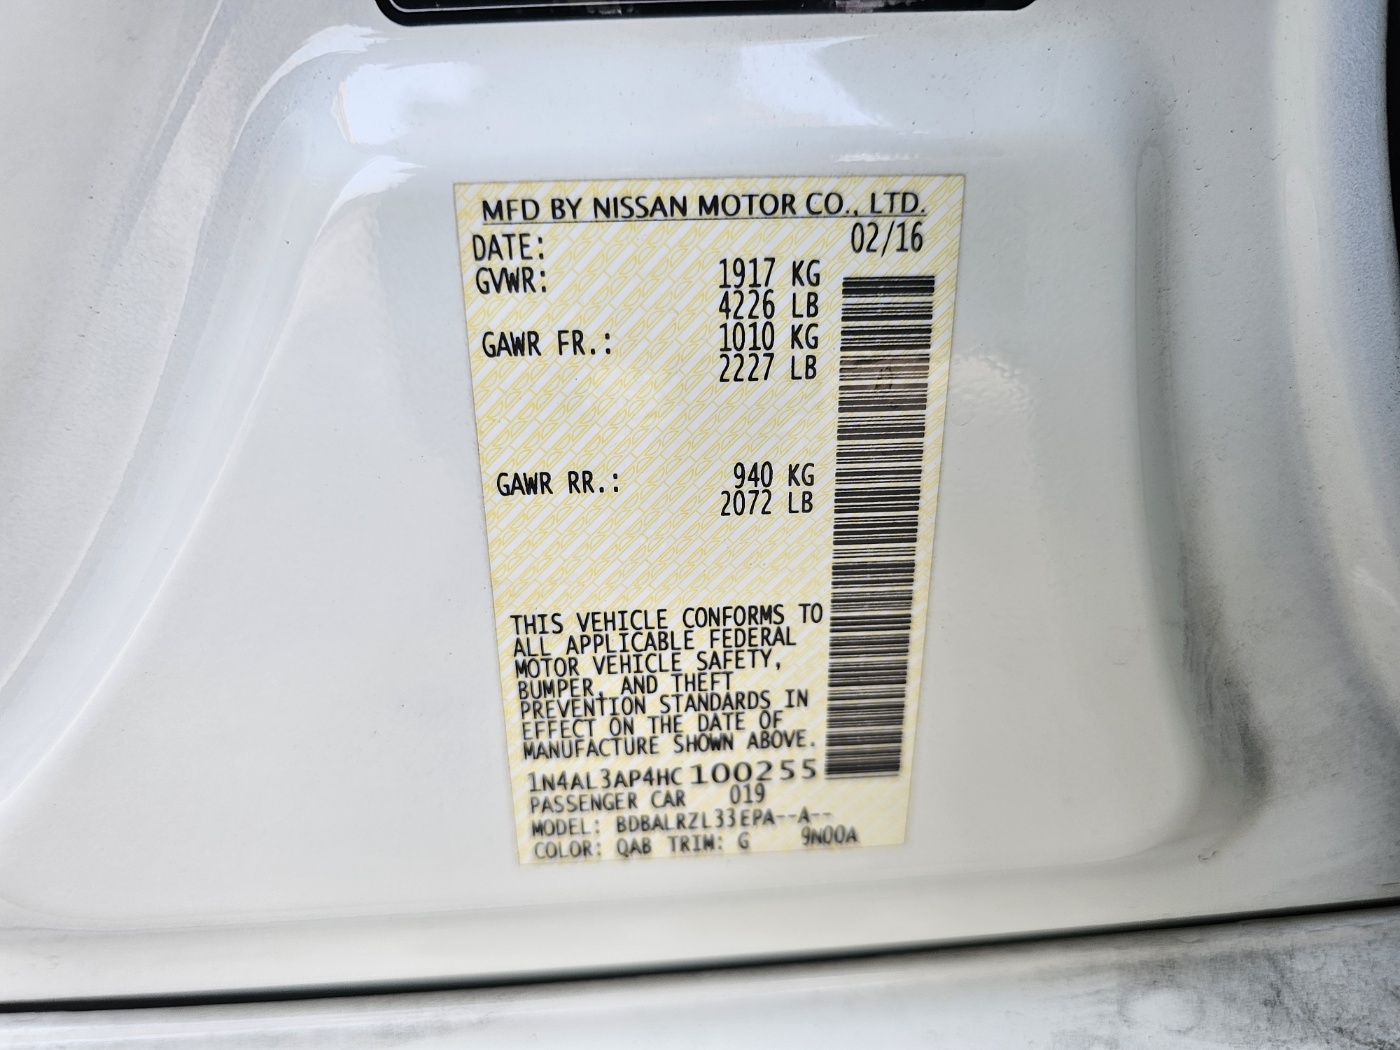 MFD BY NISSAN MOTOR CO., LTD.
DATE: 02/16
GVWR: 1917 KG
4226 LB
GAWR FR.: 1010 KG
2227 LB
GAWR RR.: 940 KG
2072 LB
THIS VEHICLE CONFORMS TO
ALL APPLICABLE FEDERAL
MOTOR VEHICLE SAFETY,
BUMPER, AND THEFT
PREVENTION STANDARDS IN
EFFECT ON THE DATE OF
MANUFACTURE SHOWN ABOVE.
1N4AL3AP4HC100255
PASSENGER CAR 019
MODEL: BDBALRZL33EPA--A--
COLOR: QAB TRIM: G 9N00A